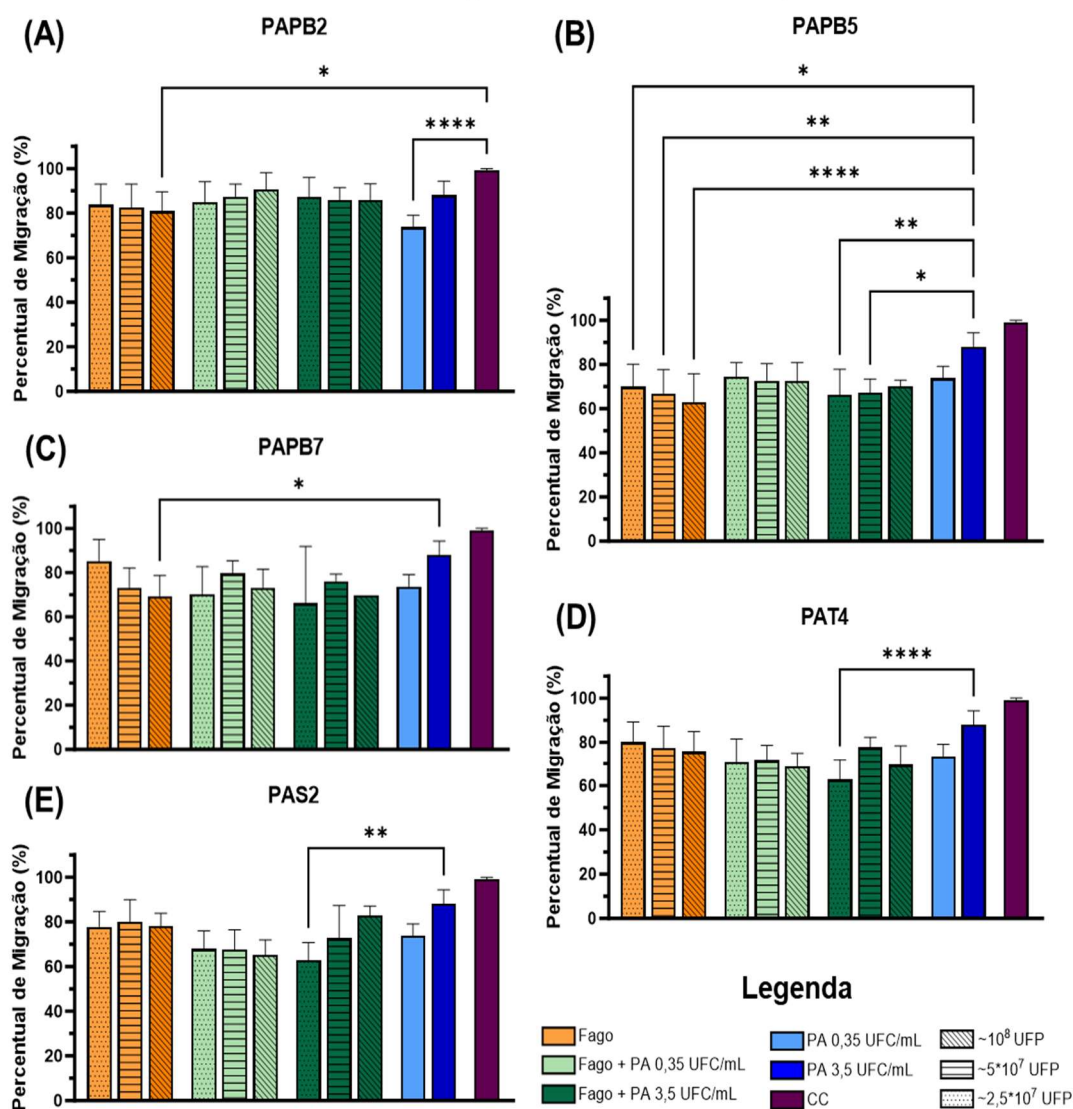 (A)
PAPB2
*
****
Percentual de Migração (%)
100
80
60
40
20
0
(B)
PAPB5
*
**
****
**
*
Percentual de Migração (%)
100
80
60
40
20
0
(C)
PAPB7
*
Percentual de Migração (%)
100
80
60
40
20
0
(D)
PAT4
****
Percentual de Migração (%)
100
80
60
40
20
0
(E)
PAS2
**
Percentual de Migração (%)
100
80
60
40
20
0
Legenda
Fago
Fago + PA 0,35 UFC/mL
Fago + PA 3,5 UFC/mL
PA 0,35 UFC/mL
PA 3,5 UFC/mL
CC
~10⁸ UFP
~5*10⁷ UFP
~2,5*10⁷ UFP